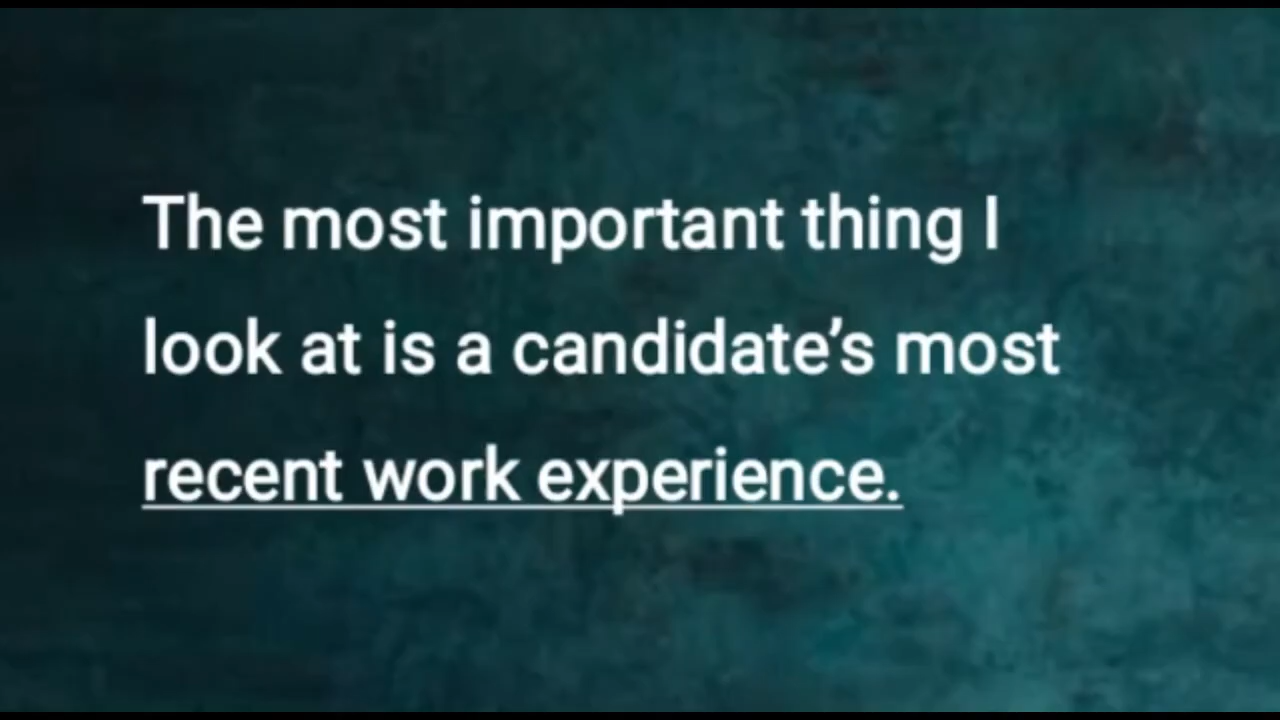 The most important thing I
look at is a candidate’s most
recent work experience.